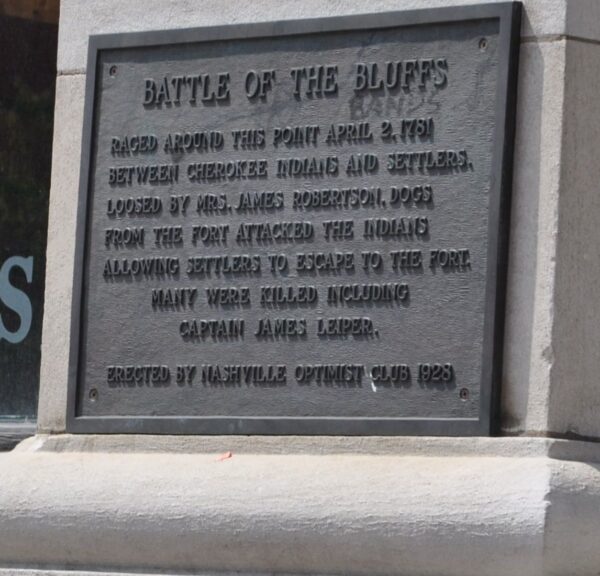 BATTLE OF THE BLUFFS
RAGED AROUND THIS POINT APRIL 2, 1781
BETWEEN CHEROKEE INDIANS AND SETTLERS.
LOOSED BY MRS. JAMES ROBERTSON, DOGS
FROM THE FORT ATTACKED THE INDIANS
ALLOWING SETTLERS TO ESCAPE TO THE FORT.
MANY WERE KILLED INCLUDING
CAPTAIN JAMES LEIPER.
ERECTED BY NASHVILLE OPTIMIST CLUB 1928
S